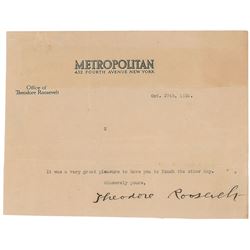 METROPOLITAN
432 FOURTH AVENUE NEW YORK
Office of
Theodore Roosevelt
Oct. 27th,
It was a very great pleasure to have you to lunch the other day.
Sincerely yours,
Theodore Roosevelt